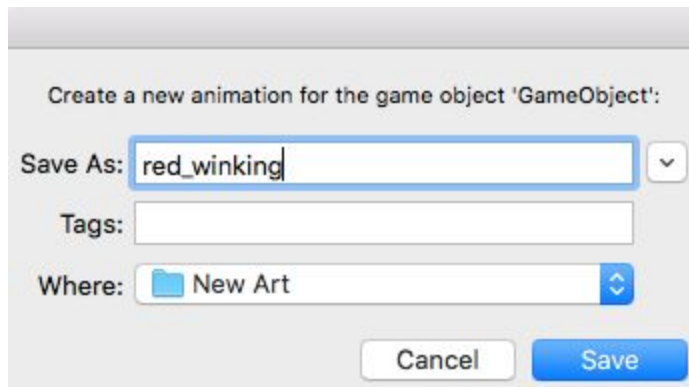 Create a new animation for the game object 'GameObject':
Save As: red_winking
Tags:
Where: New Art
Cancel Save